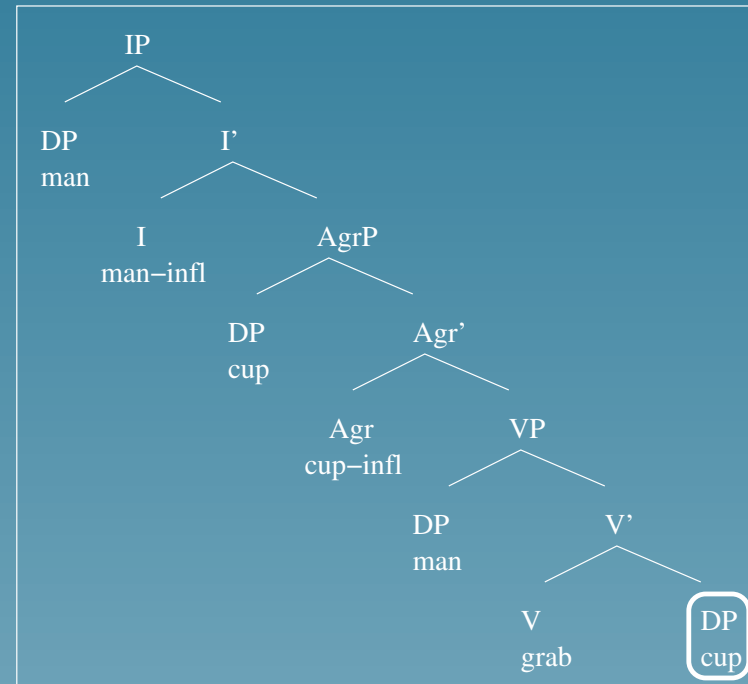 IP
DP I’
man
I AgrP
man−infl
DP Agr’
cup
Agr VP
cup−infl
DP V’
man
V DP
grab cup